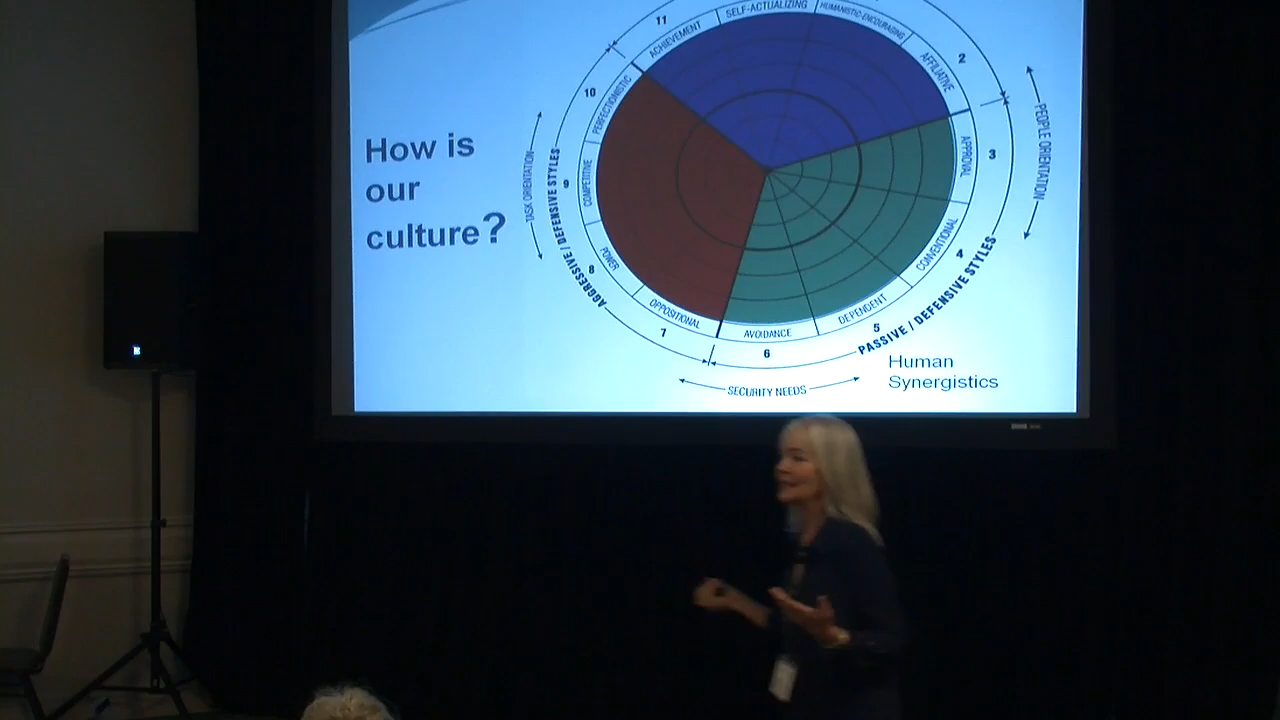 How is
our
culture?
11
ACHIEVEMENT
SELF-ACTUALIZING
HUMANISTIC-ENCOURAGING
AFFILIATIVE
2
10
PERFECTIONISTIC
APPROVAL
3
PEOPLE ORIENTATION
TASK ORIENTATION
9
COMPETITIVE
CONVENTIONAL
4
AGGRESSIVE / DEFENSIVE STYLES
8
POWER
PASSIVE / DEFENSIVE STYLES
OPPOSITIONAL
7
AVOIDANCE
6
DEPENDENT
5
SECURITY NEEDS
Human
Synergistics